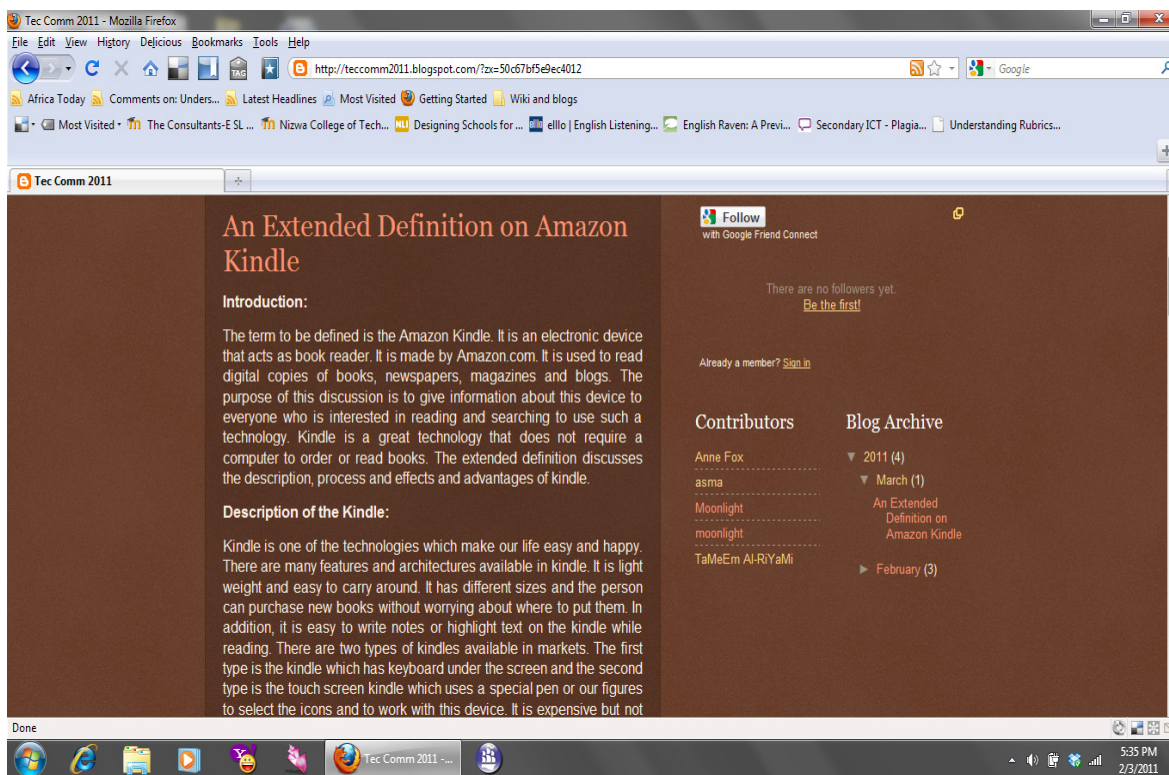 Tec Comm 2011 - Mozilla Firefox
File Edit View History Delicious Bookmarks Tools Help
TAG
http://teccomm2011.blogspot.com/?zx=50c67bf5e9ec4012
Google
Africa Today Comments on: Unders... Latest Headlines Most Visited Getting Started Wiki and blogs
Most Visited The Consultants-E SL ... Nizwa College of Tech... Designing Schools for ... elllo | English Listening... English Raven: A Previ... Secondary ICT - Plagia... Understanding Rubrics...
Tec Comm 2011
An Extended Definition on Amazon
Kindle
Introduction:
The term to be defined is the Amazon Kindle. It is an electronic device
that acts as book reader. It is made by Amazon.com. It is used to read
digital copies of books, newspapers, magazines and blogs. The
purpose of this discussion is to give information about this device to
everyone who is interested in reading and searching to use such a
technology. Kindle is a great technology that does not require a
computer to order or read books. The extended definition discusses
the description, process and effects and advantages of kindle.
Description of the Kindle:
Kindle is one of the technologies which make our life easy and happy.
There are many features and architectures available in kindle. It is light
weight and easy to carry around. It has different sizes and the person
can purchase new books without worrying about where to put them. In
addition, it is easy to write notes or highlight text on the kindle while
reading. There are two types of kindles available in markets. The first
type is the kindle which has keyboard under the screen and the second
type is the touch screen kindle which uses a special pen or our figures
to select the icons and to work with this device. It is expensive but not
Follow
with Google Friend Connect
There are no followers yet.
Be the first!
Already a member? Sign in
Contributors
Anne Fox
asma
Moonlight
moonlight
TaMeEm Al-RiYaMi
Blog Archive
▼ 2011 (4)
▼ March (1)
An Extended
Definition on
Amazon Kindle
► February (3)
Done
Tec Comm 2011 -...
5:35 PM
2/3/2011